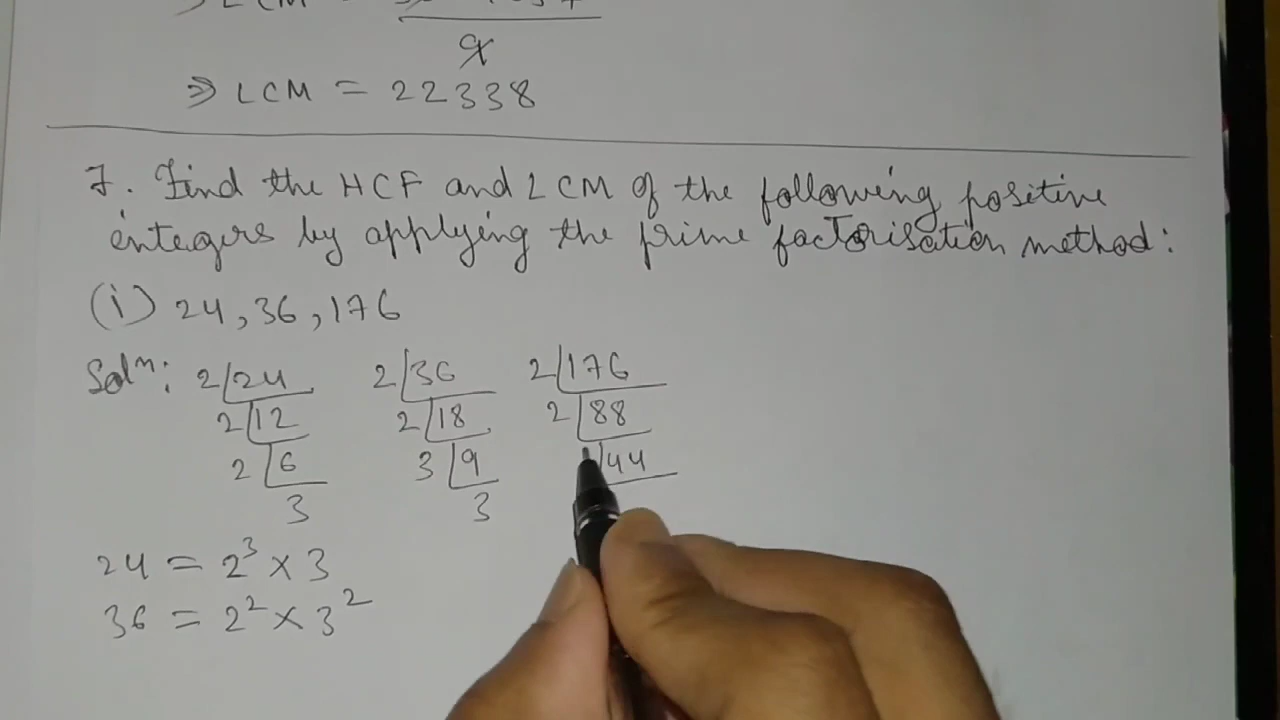 LCM =
9
⇒ LCM = 22338
7. Find the HCF and LCM of the following positive
integers by applying the prime factorisation method:
(i) 24, 36, 176
Solⁿ: 2 24 2 36 2 176
2 12 2 18 2 88
2 6 3 9 44
3 3
24 = 2³ × 3
36 = 2² × 3²